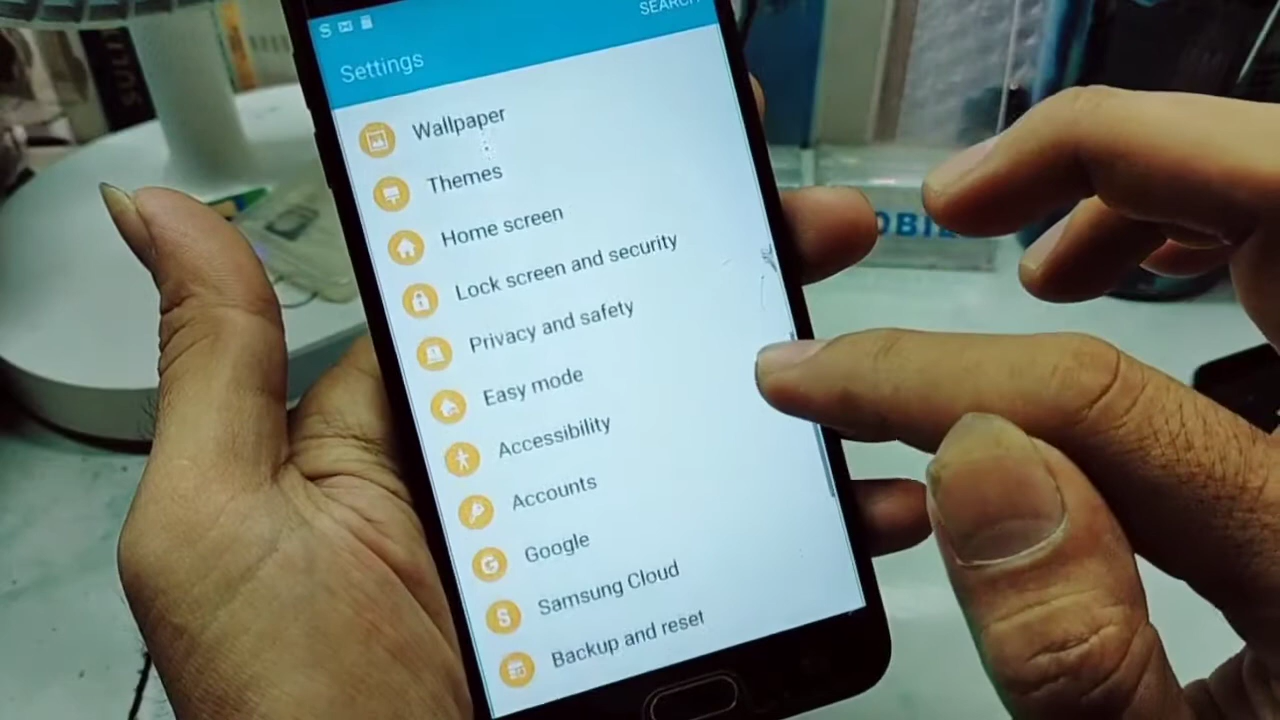 SEARCH
Settings
Wallpaper
Themes
Home screen
Lock screen and security
Privacy and safety
Easy mode
Accessibility
Accounts
Google
Samsung Cloud
Backup and reset